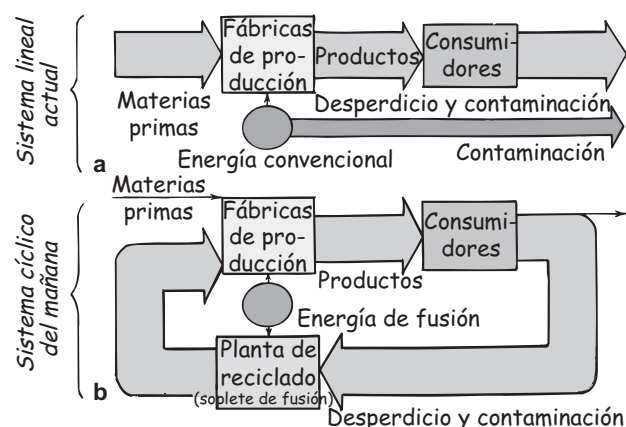 Sistema lineal
actual
a
Materias
primas
Fábricas
de pro-
ducción
Productos
Consumi-
dores
Desperdicio y contaminación
Energía convencional
Contaminación
Sistema cíclico
del mañana
b
Materias
primas
Fábricas
de pro-
ducción
Productos
Consumi-
dores
Energía de fusión
Planta de
reciclado
(soplete de fusión)
Desperdicio y contaminación